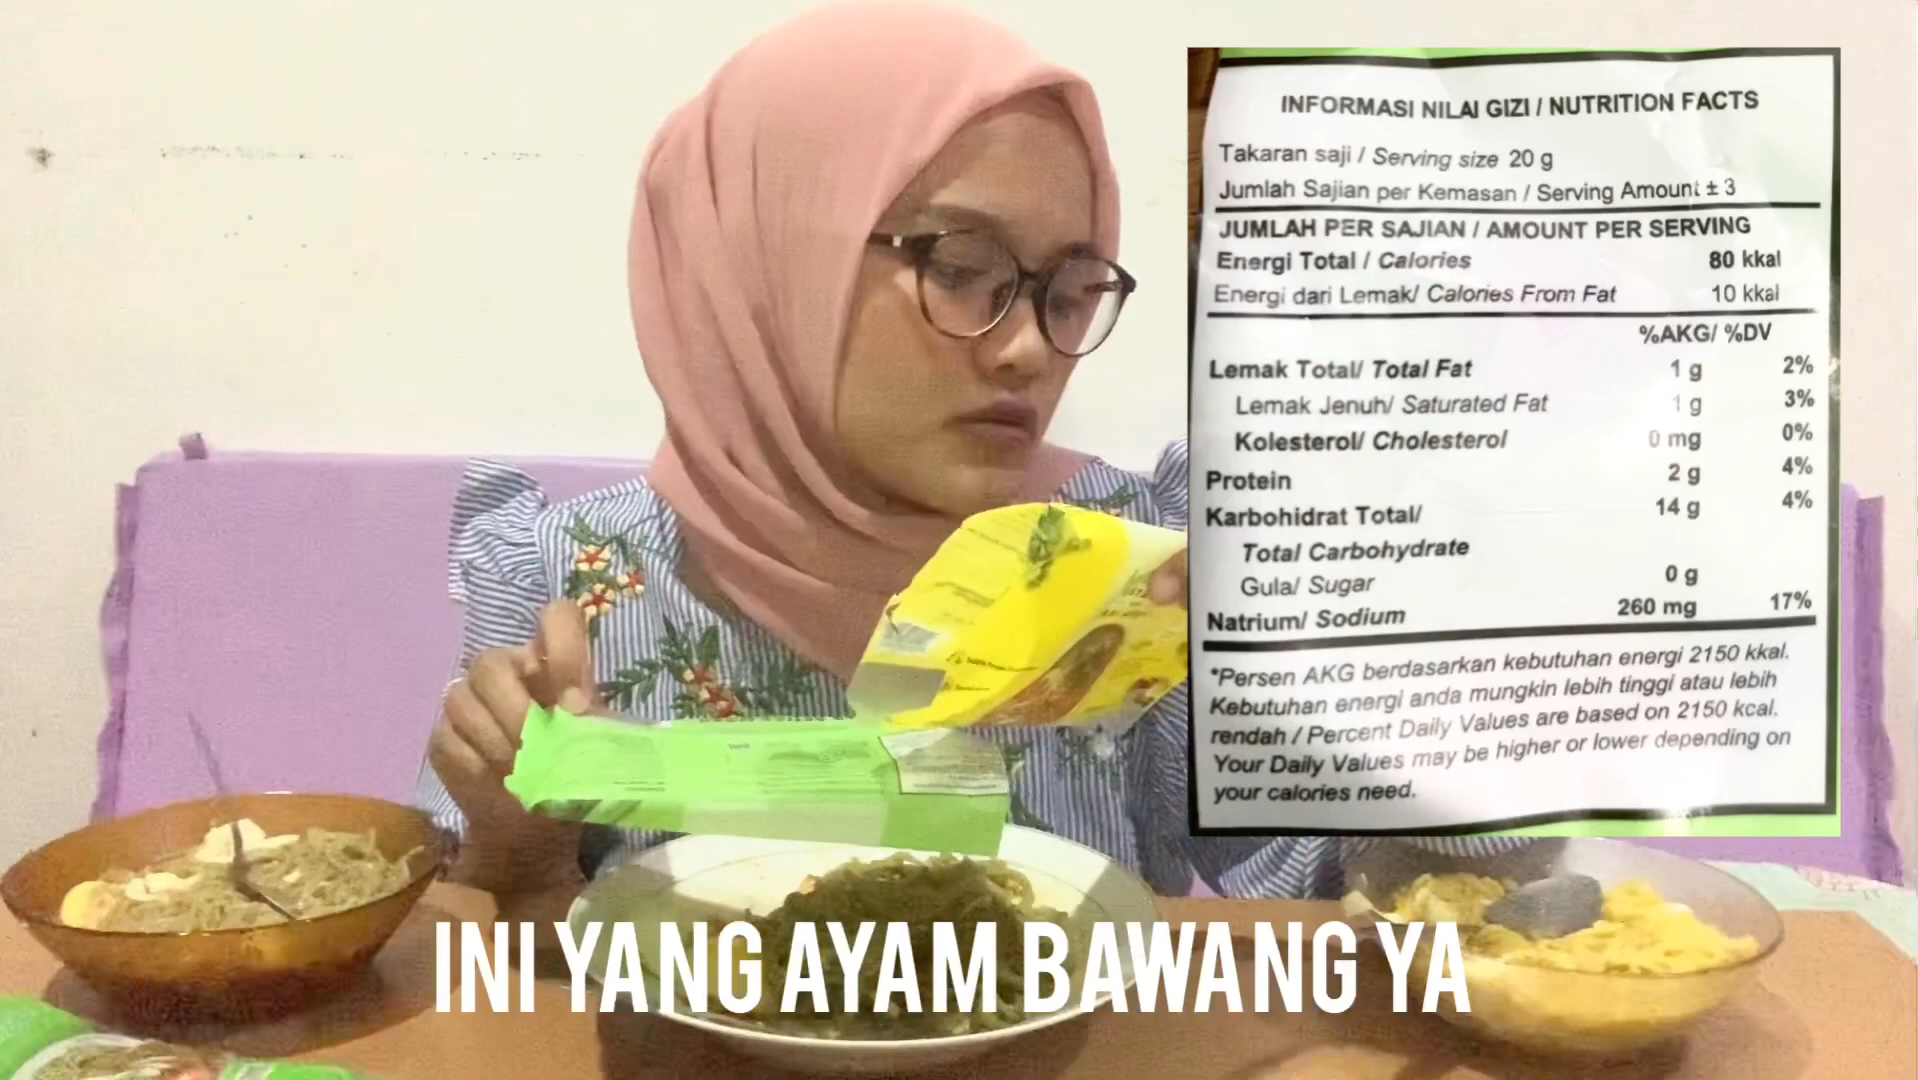 INFORMASI NILAI GIZI / NUTRITION FACTS
Takaran saji / Serving size 20 g
Jumlah Sajian per Kemasan / Serving Amount ± 3
JUMLAH PER SAJIAN / AMOUNT PER SERVING
Energi Total / Calories 80 kkal
Energi dari Lemak/ Calories From Fat 10 kkal
%AKG/ %DV
Lemak Total/ Total Fat 1 g 2%
Lemak Jenuh/ Saturated Fat 1 g 3%
Kolesterol/ Cholesterol 0 mg 0%
Protein 2 g 4%
Karbohidrat Total/ 14 g 4%
Total Carbohydrate
Gula/ Sugar 0 g
Natrium/ Sodium 260 mg 17%
*Persen AKG berdasarkan kebutuhan energi 2150 kkal.
Kebutuhan energi anda mungkin lebih tinggi atau lebih
rendah / Percent Daily Values are based on 2150 kcal.
Your Daily Values may be higher or lower depending on
your calories need.
INI YANG AYAM BAWANG YA